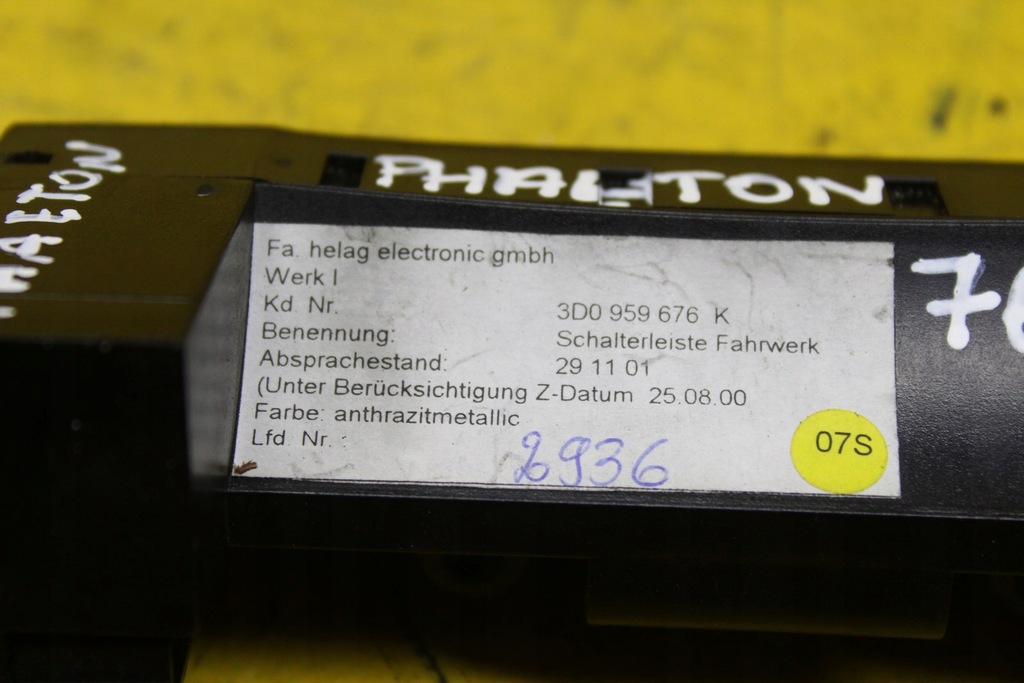 PHAETON
PHAETON
Fa. helag electronic gmbh
Werk I
Kd Nr. 3D0 959 676 K
Benennung: Schalterleiste Fahrwerk
Absprachestand: 29 11 01
(Unter Berücksichtigung Z-Datum 25.08.00
Farbe: anthrazitmetallic
Lfd Nr. : 2936
07S